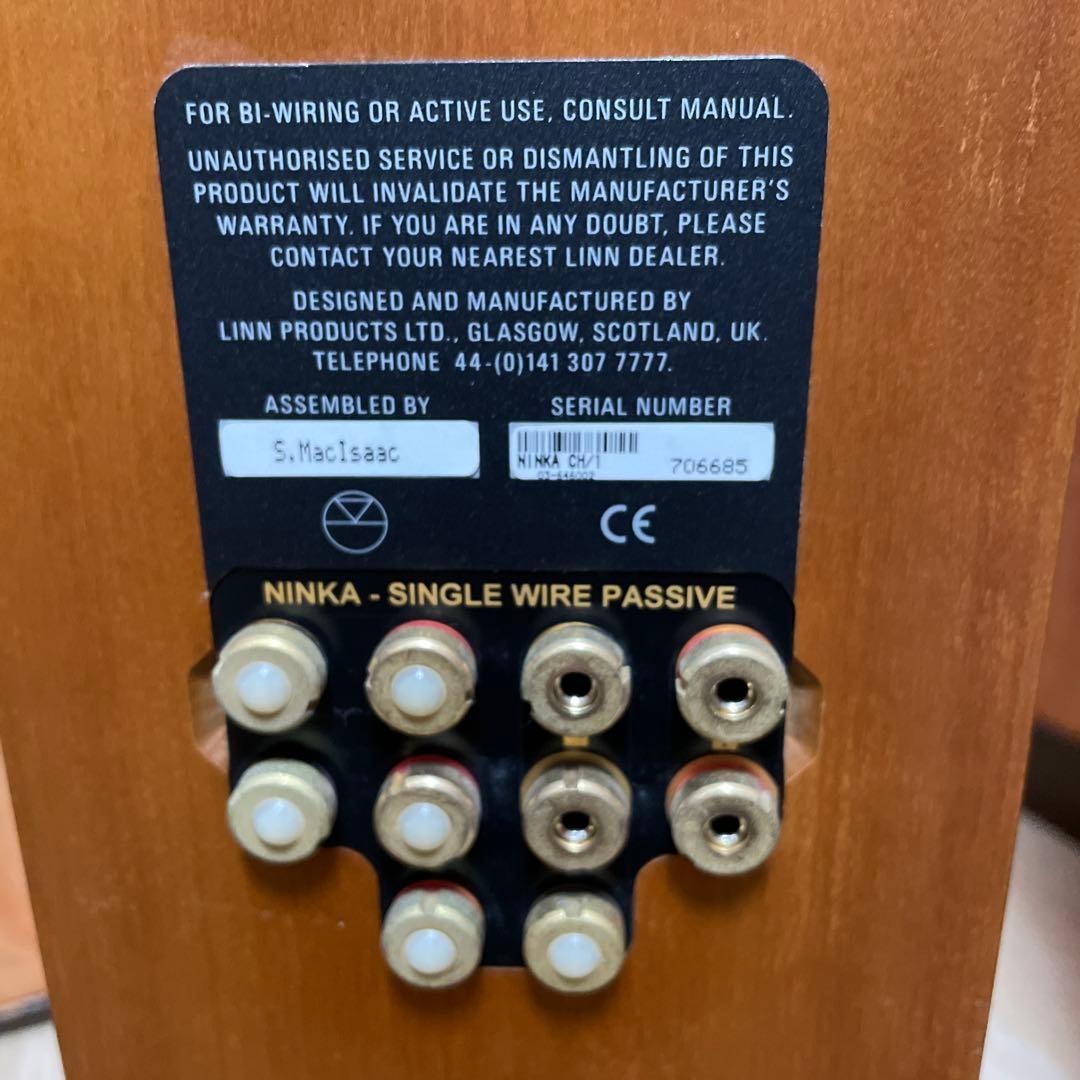 FOR BI-WIRING OR ACTIVE USE, CONSULT MANUAL.
UNAUTHORISED SERVICE OR DISMANTLING OF THIS
PRODUCT WILL INVALIDATE THE MANUFACTURER'S
WARRANTY. IF YOU ARE IN ANY DOUBT, PLEASE
CONTACT YOUR NEAREST LINN DEALER.
DESIGNED AND MANUFACTURED BY
LINN PRODUCTS LTD., GLASGOW, SCOTLAND, UK.
TELEPHONE 44-(0)141 307 7777.
ASSEMBLED BY
S.MacIsaac
SERIAL NUMBER
NINKA CH/1
706685
CE
NINKA - SINGLE WIRE PASSIVE